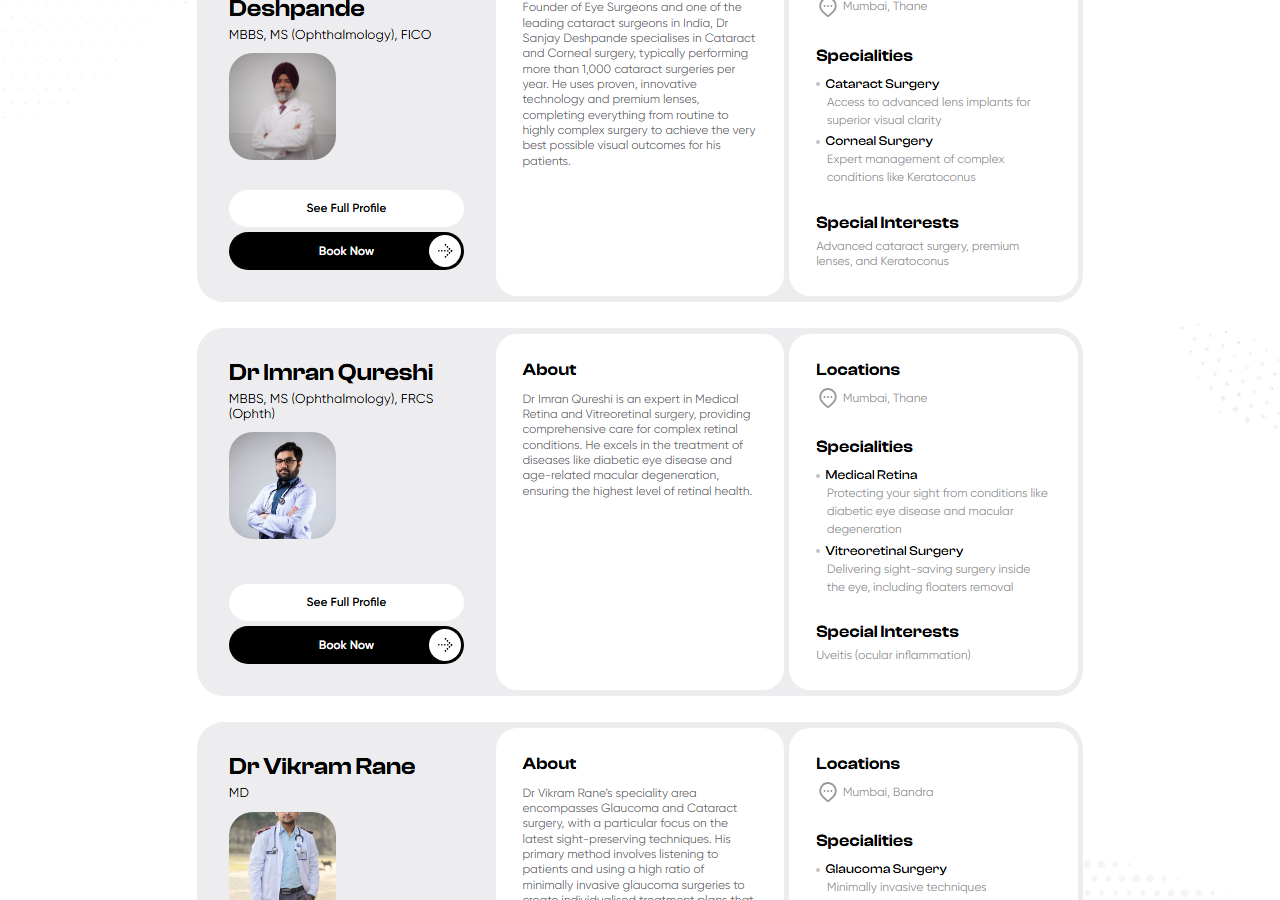 Deshpande
MBBS, MS (Ophthalmology), FICO
See Full Profile
Book Now
Founder of Eye Surgeons and one of the
leading cataract surgeons in India, Dr
Sanjay Deshpande specialises in Cataract
and Corneal surgery, typically performing
more than 1,000 cataract surgeries per
year. He uses proven, innovative
technology and premium lenses,
completing everything from routine to
highly complex surgery to achieve the very
best possible visual outcomes for his
patients.
Mumbai, Thane
Specialities
Cataract Surgery
Access to advanced lens implants for
superior visual clarity
Corneal Surgery
Expert management of complex
conditions like Keratoconus
Special Interests
Advanced cataract surgery, premium
lenses, and Keratoconus
Dr Imran Qureshi
MBBS, MS (Ophthalmology), FRCS
(Ophth)
See Full Profile
Book Now
About
Dr Imran Qureshi is an expert in Medical
Retina and Vitreoretinal surgery, providing
comprehensive care for complex retinal
conditions. He excels in the treatment of
diseases like diabetic eye disease and
age-related macular degeneration,
ensuring the highest level of retinal health.
Locations
Mumbai, Thane
Specialities
Medical Retina
Protecting your sight from conditions like
diabetic eye disease and macular
degeneration
Vitreoretinal Surgery
Delivering sight-saving surgery inside
the eye, including floaters removal
Special Interests
Uveitis (ocular inflammation)
Dr Vikram Rane
MD
About
Dr Vikram Rane's speciality area
encompasses Glaucoma and Cataract
surgery, with a particular focus on the
latest sight-preserving techniques. His
primary method involves listening to
patients and using a high ratio of
minimally invasive glaucoma surgeries to
create individualised treatment plans that
Locations
Mumbai, Bandra
Specialities
Glaucoma Surgery
Minimally invasive techniques